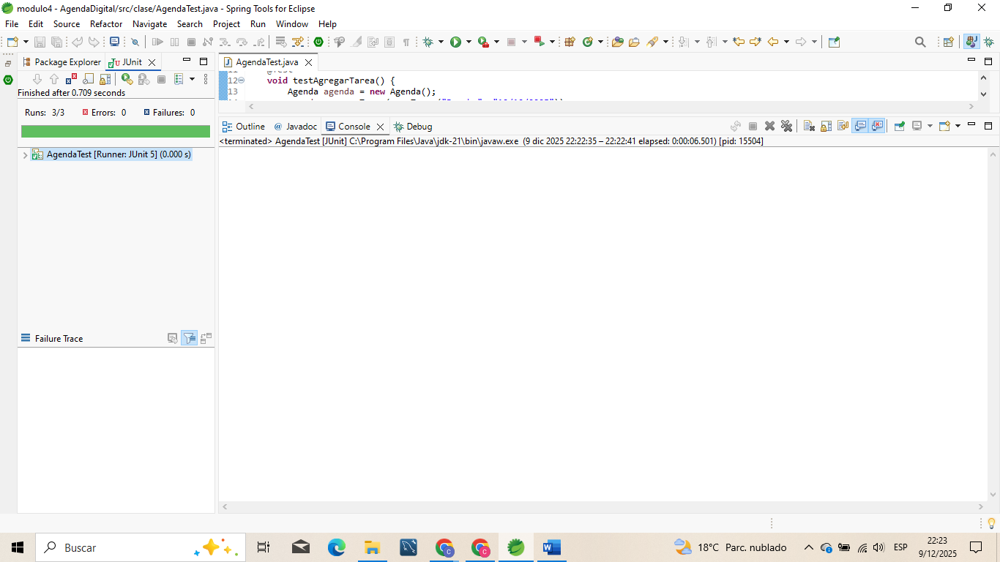 modulo4 - AgendaDigital/src/clase/AgendaTest.java - Spring Tools for Eclipse
File Edit Source Refactor Navigate Search Project Run Window Help
Package Explorer JUnit
Finished after 0.709 seconds
Runs: 3/3 Errors: 0 Failures: 0
AgendaTest [Runner: JUnit 5] (0.000 s)
Failure Trace
AgendaTest.java
12 void testAgregarTarea() {
13 Agenda agenda = new Agenda();
Outline Javadoc Console Debug
<terminated> AgendaTest [JUnit] C:\Program Files\Java\jdk-21\bin\javaw.exe (9 dic 2025 22:22:35 – 22:22:41 elapsed: 0:00:06.501) [pid: 15504]
Buscar
18°C Parc. nublado
ESP
22:23
9/12/2025